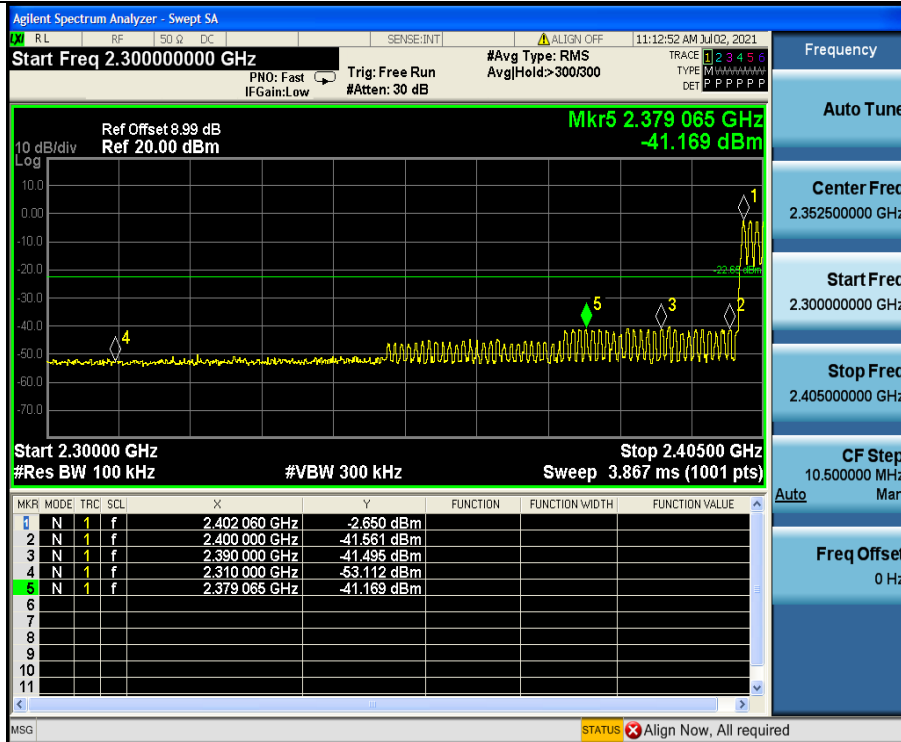 Agilent Spectrum Analyzer - Swept SA
LXI RL RF 50 Ω DC SENSE:INT ALIGN OFF 11:12:52 AM Jul 02, 2021
Start Freq 2.300000000 GHz
PNO: Fast
IFGain:Low
Trig: Free Run
#Atten: 30 dB
#Avg Type: RMS
Avg|Hold:>300/300
TRACE 1 2 3 4 5 6
TYPE M
DET P P P P P P
Frequency
Auto Tune
Center Freq
2.352500000 GHz
Start Freq
2.300000000 GHz
Stop Freq
2.405000000 GHz
CF Step
10.500000 MHz
Auto Man
Freq Offset
0 Hz
Mkr5 2.379 065 GHz
-41.169 dBm
Ref Offset 8.99 dB
10 dB/div Ref 20.00 dBm
Log
10.0
0.00
-10.0
-20.0
-30.0
-40.0
-50.0
-60.0
-70.0
1
-22.65 dBm
5
3
2
4
Start 2.30000 GHz Stop 2.40500 GHz
#Res BW 100 kHz #VBW 300 kHz Sweep 3.867 ms (1001 pts)
MKR MODE TRC SCL X Y FUNCTION FUNCTION WIDTH FUNCTION VALUE
1 N 1 f 2.402 060 GHz -2.650 dBm
2 N 1 f 2.400 000 GHz -41.561 dBm
3 N 1 f 2.390 000 GHz -41.495 dBm
4 N 1 f 2.310 000 GHz -53.112 dBm
5 N 1 f 2.379 065 GHz -41.169 dBm
6
7
8
9
10
11
MSG STATUS Align Now, All required